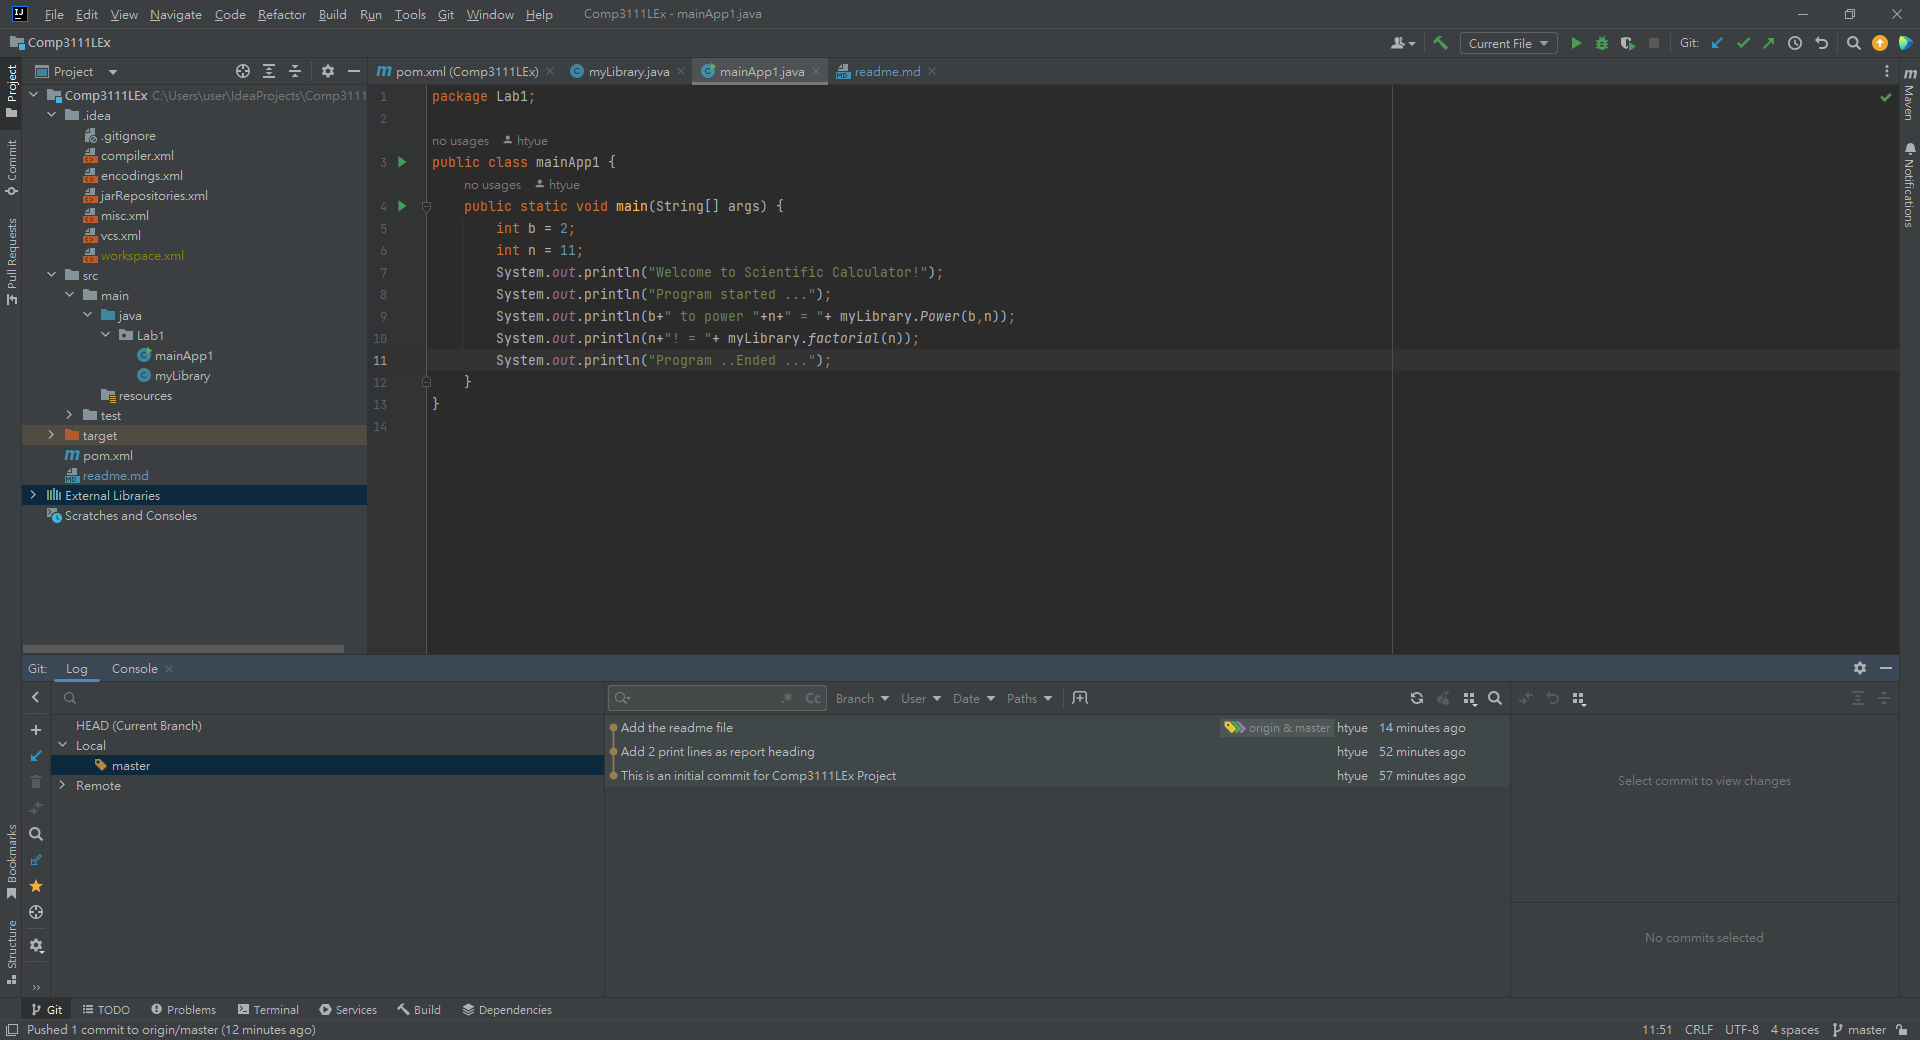 File Edit View Navigate Code Refactor Build Run Tools Git Window Help Comp3111LEx - mainApp1.java
Comp3111LEx Current File Git:
Project pom.xml (Comp3111LEx) myLibrary.java mainApp1.java readme.md
Project
Commit
Pull Requests
Bookmarks
Structure
Maven
Notifications
Comp3111LEx C:\Users\user\IdeaProjects\Comp3111
.idea
.gitignore
compiler.xml
encodings.xml
jarRepositories.xml
misc.xml
vcs.xml
workspace.xml
src
main
java
Lab1
mainApp1
myLibrary
resources
test
target
pom.xml
readme.md
External Libraries
Scratches and Consoles
1 package Lab1;
2
no usages htyue
3 public class mainApp1 {
no usages htyue
4 public static void main(String[] args) {
5 int b = 2;
6 int n = 11;
7 System.out.println("Welcome to Scientific Calculator!");
8 System.out.println("Program started ...");
9 System.out.println(b+" to power "+n+" = "+ myLibrary.Power(b,n));
10 System.out.println(n+"! = "+ myLibrary.factorial(n));
11 System.out.println("Program ..Ended ...");
12 }
13 }
14
Git: Log Console
.* Cc Branch User Date Paths
HEAD (Current Branch)
Local
master
Remote
Add the readme file origin & master htyue 14 minutes ago
Add 2 print lines as report heading htyue 52 minutes ago
This is an initial commit for Comp3111LEx Project htyue 57 minutes ago
Select commit to view changes
No commits selected
Git TODO Problems Terminal Services Build Dependencies
Pushed 1 commit to origin/master (12 minutes ago) 11:51 CRLF UTF-8 4 spaces master